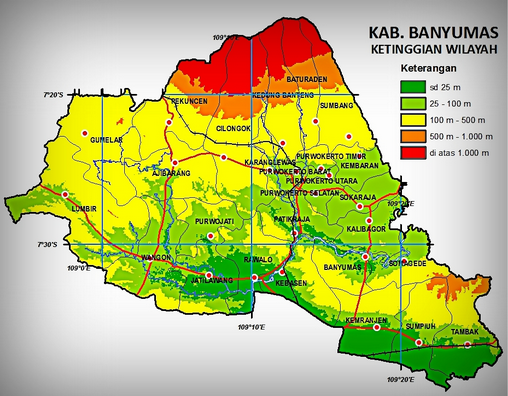 KAB. BANYUMAS
KETINGGIAN WILAYAH
Keterangan
sd 25 m
25 - 100 m
100 m - 500 m
500 m - 1.000 m
di atas 1.000 m
BATURADEN
7°20'S
KEDUNG BANTENG
PEKUNCEN
SUMBANG
CILONGOK
GUMELAR
PURWOKERTO TIMUR
KARANGLEWAS
KEMBARAN
AJIBARANG
PURWOKERTO BARAT
PURWOKERTO UTARA
PURWOKERTO SELATAN
SOKARAJA
LUMBIR
PURWOJATI
PATIKRAJA
KALIBAGOR
7°30'S
WANGON
RAWALO
BANYUMAS
109°0'E
JATILAWANG
KEBASEN
KEMRANJEN
SUMPIUH
TAMBAK
109°10'E
109°20'E